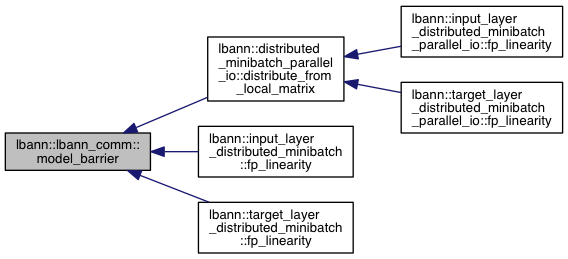 lbann::lbann_comm::
model_barrier
lbann::distributed
_minibatch_parallel
_io::distribute_from
_local_matrix
lbann::input_layer
_distributed_minibatch
_parallel_io::fp_linearity
lbann::target_layer
_distributed_minibatch
_parallel_io::fp_linearity
lbann::input_layer
_distributed_minibatch
::fp_linearity
lbann::target_layer
_distributed_minibatch
::fp_linearity